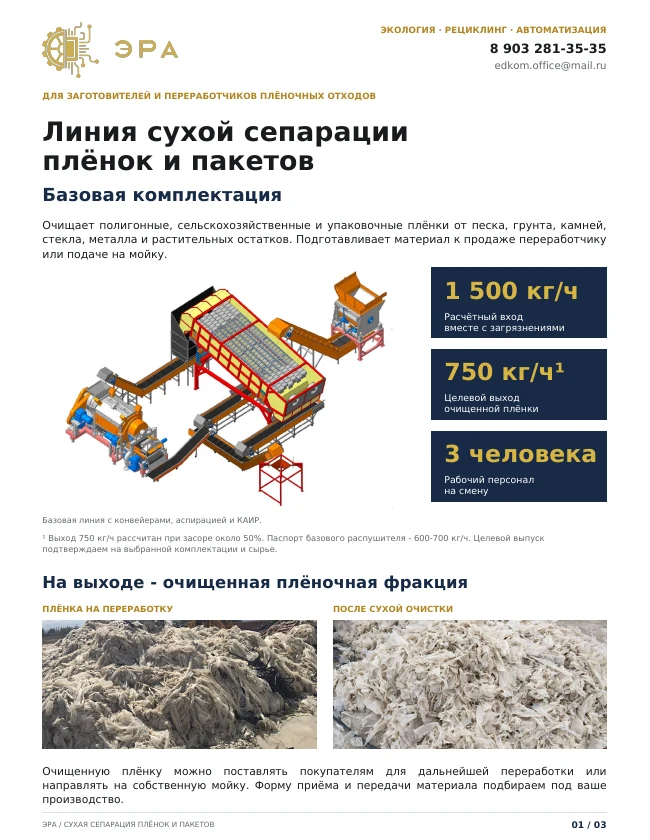 ЭРА
ЭКОЛОГИЯ · РЕЦИКЛИНГ · АВТОМАТИЗАЦИЯ
8 903 281-35-35
edkom.office@mail.ru
ДЛЯ ЗАГОТОВИТЕЛЕЙ И ПЕРЕРАБОТЧИКОВ ПЛЁНОЧНЫХ ОТХОДОВ
Линия сухой сепарации
плёнок и пакетов
Базовая комплектация
Очищает полигонные, сельскохозяйственные и упаковочные плёнки от песка, грунта, камней,
стекла, металла и растительных остатков. Подготавливает материал к продаже переработчику
или подаче на мойку.
1 500 кг/ч
Расчётный вход
вместе с загрязнениями
750 кг/ч¹
Целевой выход
очищенной плёнки
3 человека
Рабочий персонал
на смену
Базовая линия с конвейерами, аспирацией и КАИР.
¹ Выход 750 кг/ч рассчитан при засоре около 50%. Паспорт базового распушителя - 600-700 кг/ч. Целевой выпуск
подтверждаем на выбранной комплектации и сырье.
На выходе - очищенная плёночная фракция
ПЛЁНКА НА ПЕРЕРАБОТКУ
ПОСЛЕ СУХОЙ ОЧИСТКИ
Очищенную плёнку можно поставлять покупателям для дальнейшей переработки или
направлять на собственную мойку. Форму приёма и передачи материала подбираем под ваше
производство.
ЭРА / СУХАЯ СЕПАРАЦИЯ ПЛЁНОК И ПАКЕТОВ
01 / 03